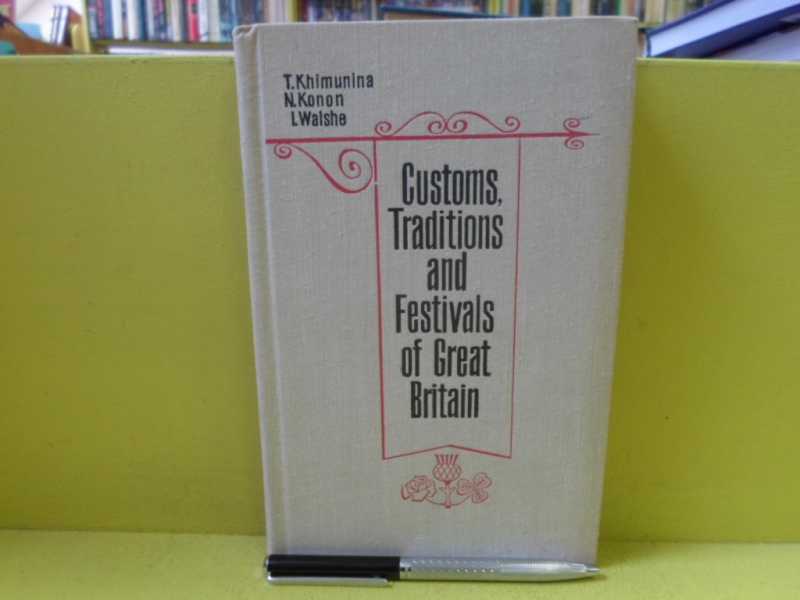 T.Khimunina
N.Konon
I.Walshe
Customs,
Traditions
and
Festivals
of Great
Britain